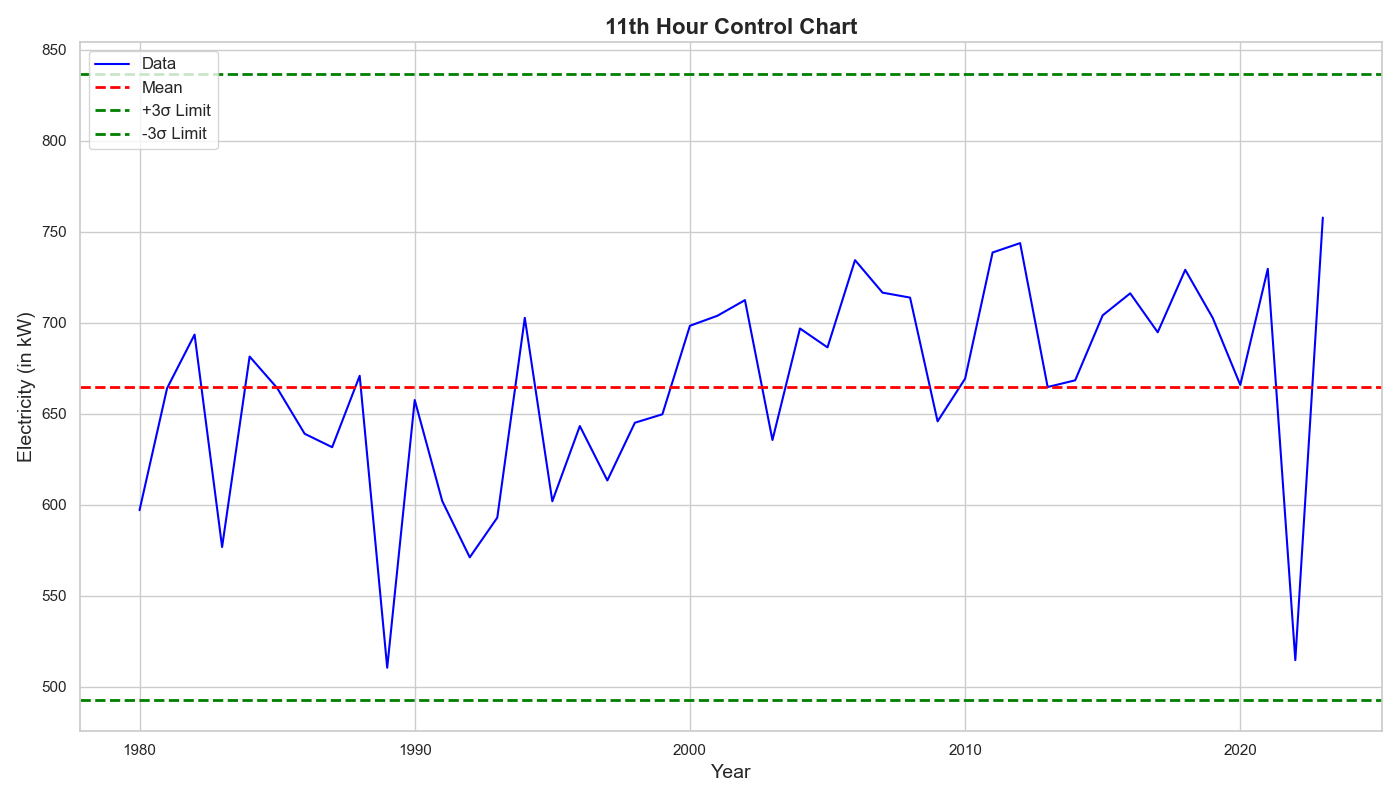 11th Hour Control Chart
Data
Mean
+3σ Limit
-3σ Limit
850
800
750
700
650
600
550
500
Electricity (in kW)
1980
1990
2000
2010
2020
Year